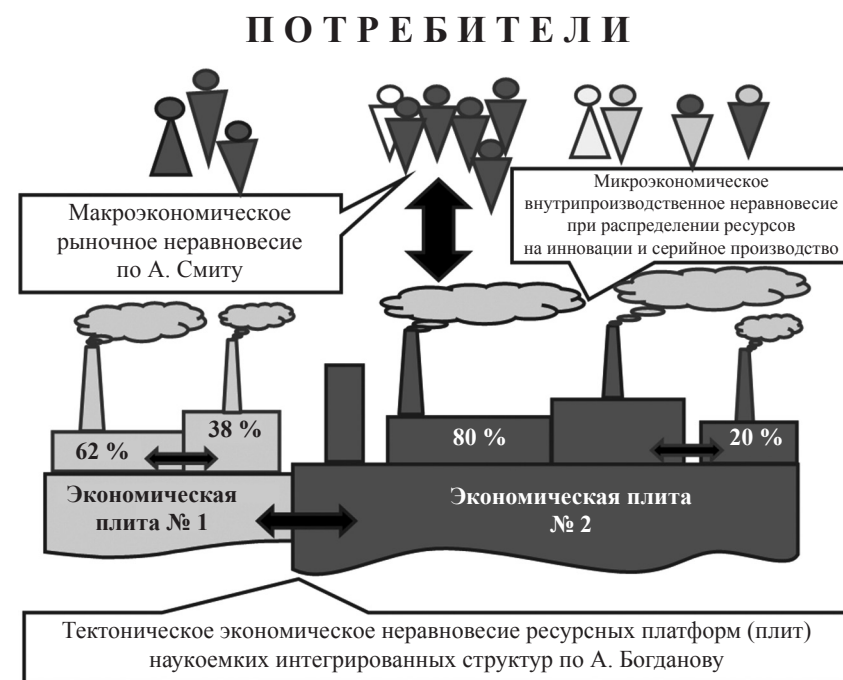 ПОТРЕБИТЕЛИ
Макроэкономическое
рыночное неравновесие
по А. Смиту
Микроэкономическое
внутрипроизводственное неравновесие
при распределении ресурсов
на инновации и серийное производство
62 %
38 %
80 %
20 %
Экономическая
плита № 1
Экономическая плита
№ 2
Тектоническое экономическое неравновесие ресурсных платформ (плит)
наукоемких интегрированных структур по А. Богданову